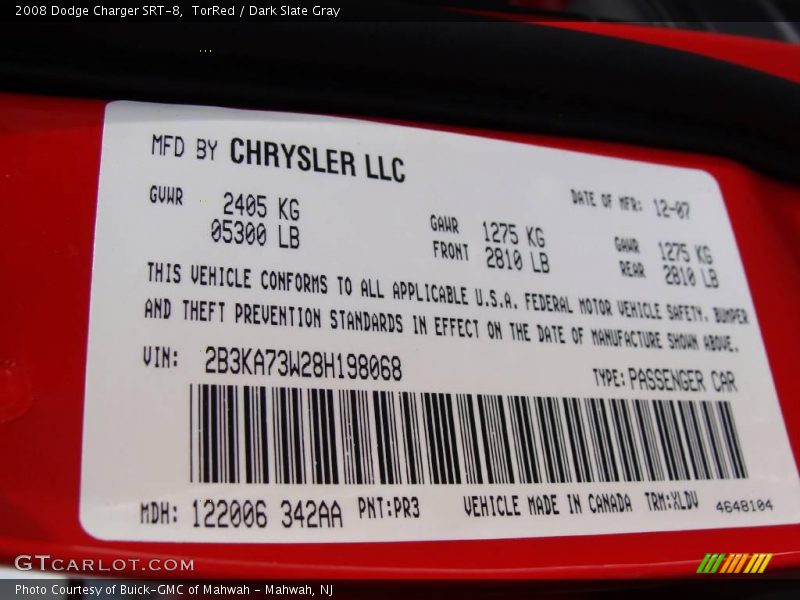 2008 Dodge Charger SRT-8,  TorRed / Dark Slate Gray
MFD BY CHRYSLER LLC
DATE OF MFR: 12-07
GVWR 2405 KG
05300 LB
GAWR FRONT 1275 KG
2810 LB
GAWR REAR 1275 KG
2810 LB
THIS VEHICLE CONFORMS TO ALL APPLICABLE U.S.A. FEDERAL MOTOR VEHICLE SAFETY, BUMPER
AND THEFT PREVENTION STANDARDS IN EFFECT ON THE DATE OF MANUFACTURE SHOWN ABOVE.
VIN: 2B3KA73W28H198068
TYPE: PASSENGER CAR
MDH: 122006 342AA PNT: PR3 VEHICLE MADE IN CANADA TRM: XLDV 4648104
GTCARLOT.COM
Photo Courtesy of Buick-GMC of Mahwah - Mahwah, NJ